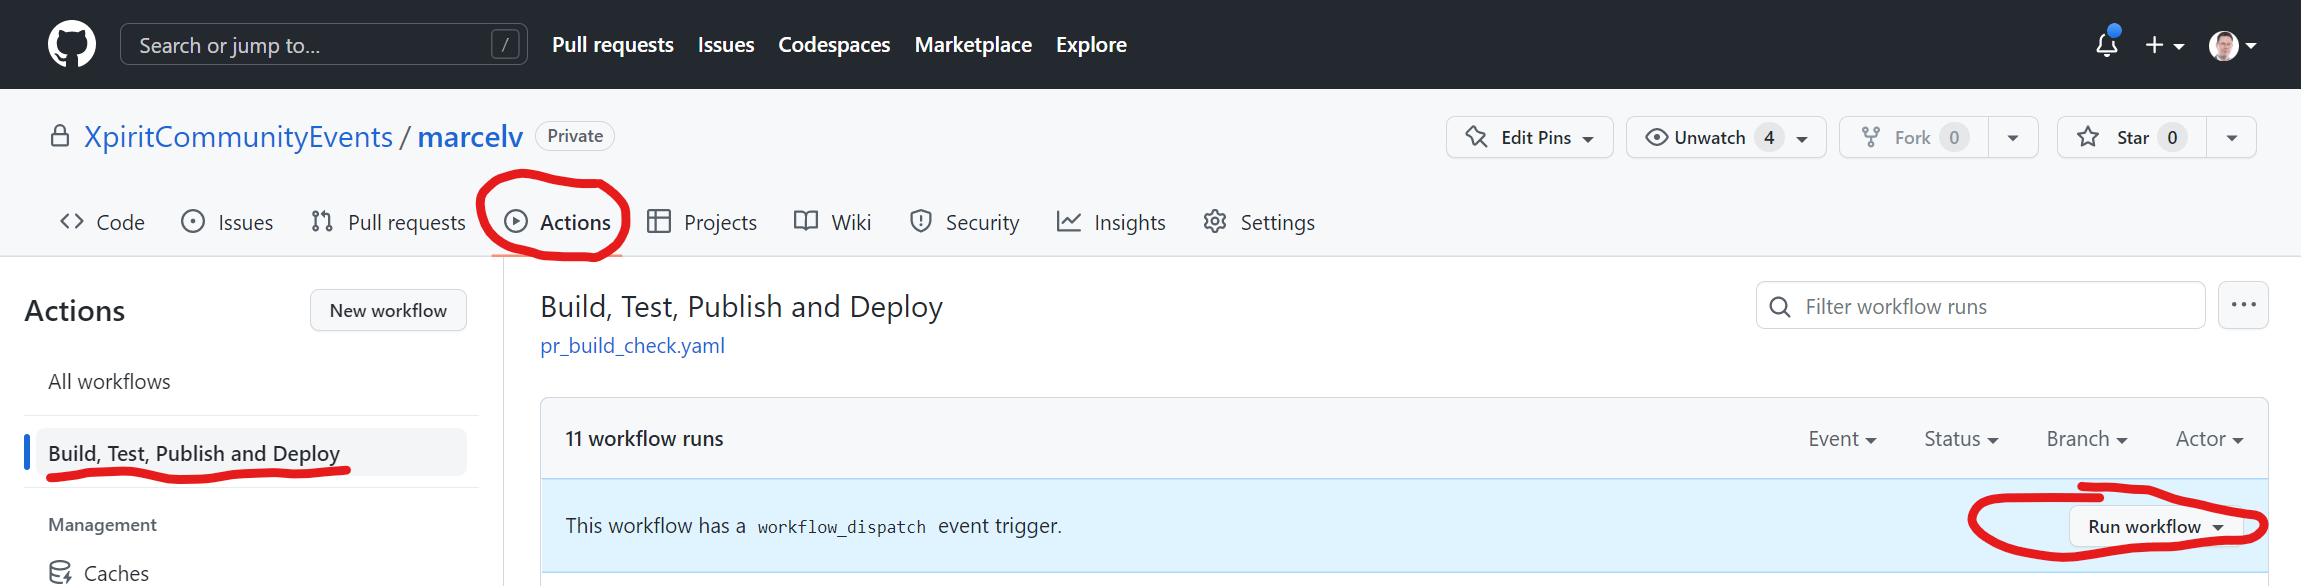 Search or jump to... / Pull requests Issues Codespaces Marketplace Explore
XpiritCommunityEvents / marcelv Private Edit Pins Unwatch 4 Fork 0 Star 0
Code Issues Pull requests Actions Projects Wiki Security Insights Settings
Actions New workflow
All workflows
Build, Test, Publish and Deploy
Management
Caches
Build, Test, Publish and Deploy
pr_build_check.yaml
Filter workflow runs
11 workflow runs Event Status Branch Actor
This workflow has a workflow_dispatch event trigger. Run workflow